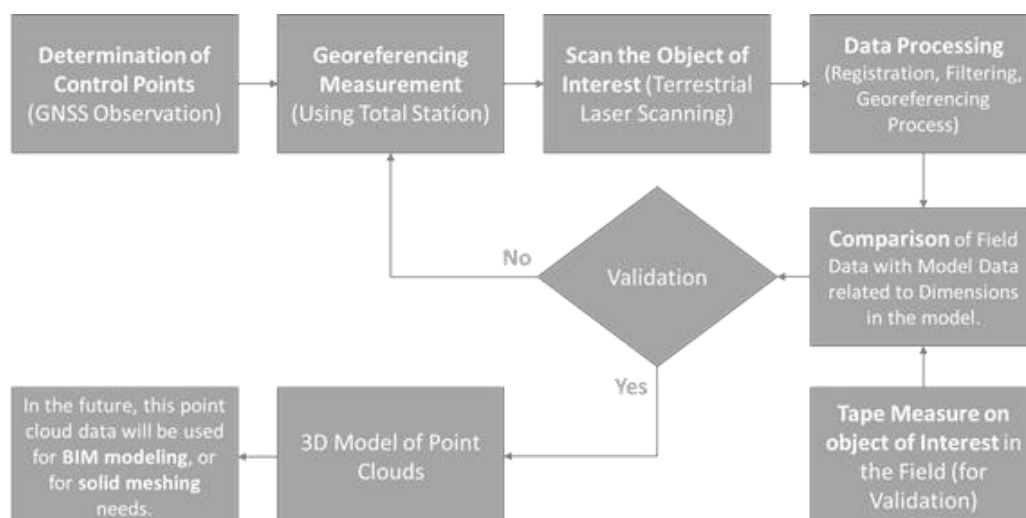 Determination of
Control Points
(GNSS Observation)
Georeferencing
Measurement
(Using Total Station)
Scan the Object of
Interest (Terrestrial
Laser Scanning)
Data Processing
(Registration, Filtering,
Georeferencing
Process)
Comparison of Field
Data with Model Data
related to Dimensions
in the model.
Validation
No
Yes
Tape Measure on
object of Interest in
the Field (for
Validation)
3D Model of Point
Clouds
In the future, this point
cloud data will be used
for BIM modeling, or
for solid meshing
needs.